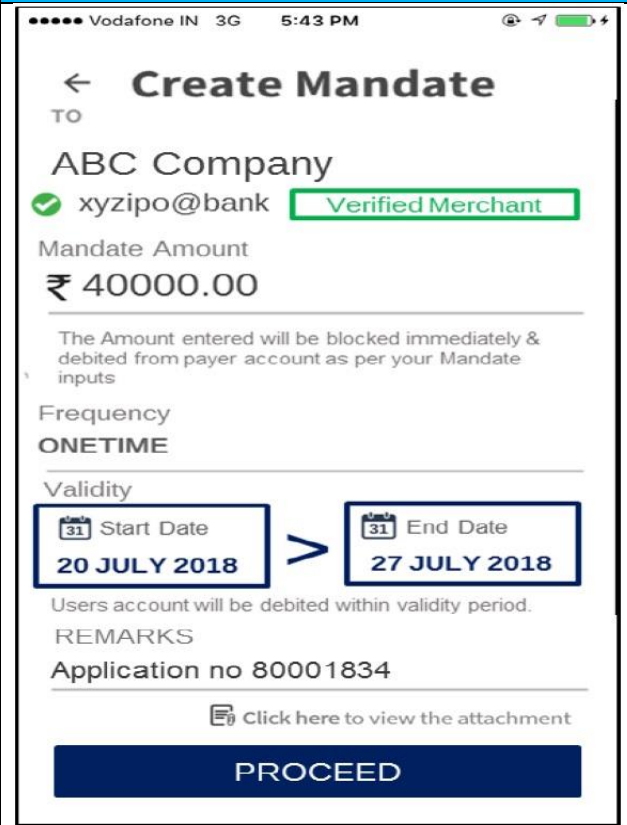 Vodafone IN 3G 5:43 PM
← Create Mandate
TO
ABC Company
xyzipo@bank Verified Merchant
Mandate Amount
₹ 40000.00
The Amount entered will be blocked immediately &
debited from payer account as per your Mandate
inputs
Frequency
ONETIME
Validity
31 Start Date > 31 End Date
20 JULY 2018 27 JULY 2018
Users account will be debited within validity period.
REMARKS
Application no 80001834
Click here to view the attachment
PROCEED